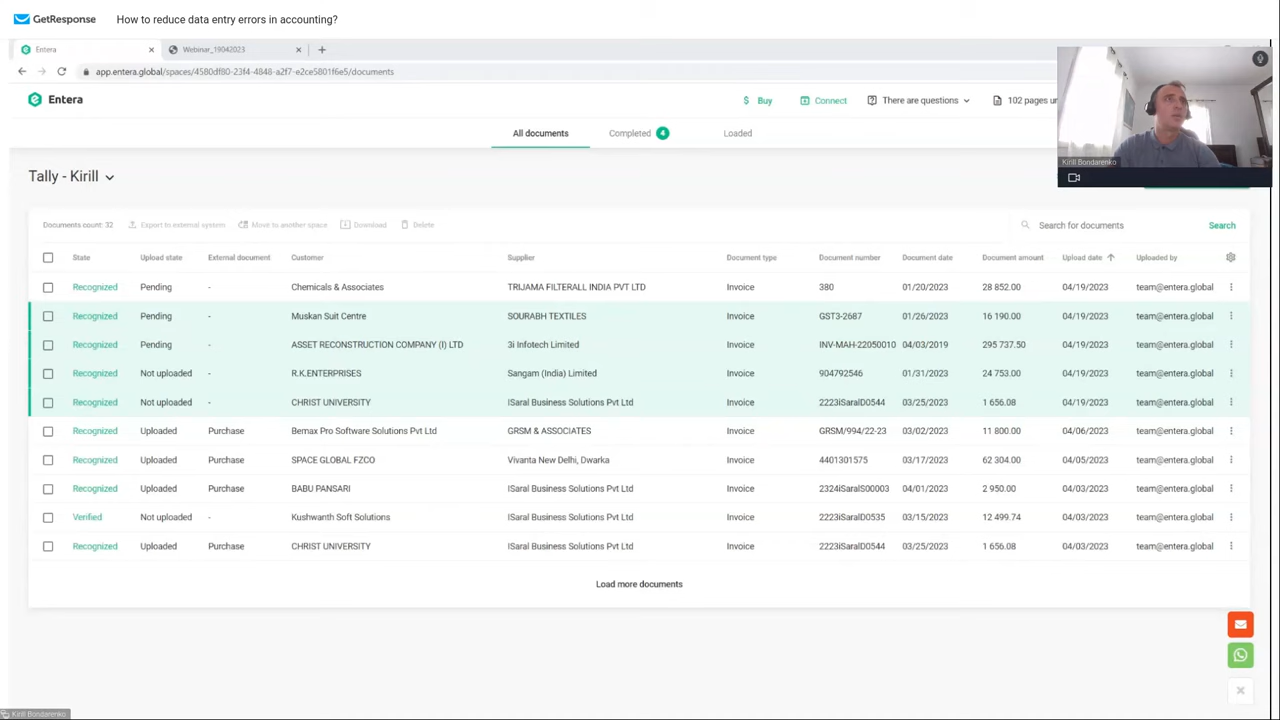 GetResponse How to reduce data entry errors in accounting?
Entera Webinar_19042023
app.entera.global/spaces/4580df80-23f4-4848-a2f7-e2ce5801f6e5/documents
Entera Buy Connect There are questions 102 pages un
All documents Completed 4 Loaded
Kirill Bondarenko
Tally - Kirill
Documents count: 32 Export to external system Move to another space Download Delete Search for documents Search
State Upload state External document Customer Supplier Document type Document number Document date Document amount Upload date Uploaded by
Recognized Pending - Chemicals & Associates TRIJAMA FILTERALL INDIA PVT LTD Invoice 380 01/20/2023 28 852.00 04/19/2023 team@entera.global
Recognized Pending - Muskan Suit Centre SOURABH TEXTILES Invoice GST3-2687 01/26/2023 16 190.00 04/19/2023 team@entera.global
Recognized Pending - ASSET RECONSTRUCTION COMPANY (I) LTD 3i Infotech Limited Invoice INV-MAH-22050010 04/03/2019 295 737.50 04/19/2023 team@entera.global
Recognized Not uploaded - R.K.ENTERPRISES Sangam (India) Limited Invoice 904792546 01/31/2023 24 753.00 04/19/2023 team@entera.global
Recognized Not uploaded - CHRIST UNIVERSITY ISaral Business Solutions Pvt Ltd Invoice 2223iSaralD0544 03/25/2023 1 656.08 04/19/2023 team@entera.global
Recognized Uploaded Purchase Bemax Pro Software Solutions Pvt Ltd GRSM & ASSOCIATES Invoice GRSM/994/22-23 03/02/2023 11 800.00 04/06/2023 team@entera.global
Recognized Uploaded Purchase SPACE GLOBAL FZCO Vivanta New Delhi, Dwarka Invoice 4401301575 03/17/2023 62 304.00 04/05/2023 team@entera.global
Recognized Uploaded Purchase BABU PANSARI ISaral Business Solutions Pvt Ltd Invoice 2324iSaralS00003 04/01/2023 2 950.00 04/03/2023 team@entera.global
Verified Not uploaded - Kushwanth Soft Solutions ISaral Business Solutions Pvt Ltd Invoice 2223iSaralD0535 03/15/2023 12 499.74 04/03/2023 team@entera.global
Recognized Uploaded Purchase CHRIST UNIVERSITY ISaral Business Solutions Pvt Ltd Invoice 2223iSaralD0544 03/25/2023 1 656.08 04/03/2023 team@entera.global
Load more documents
Kirill Bondarenko